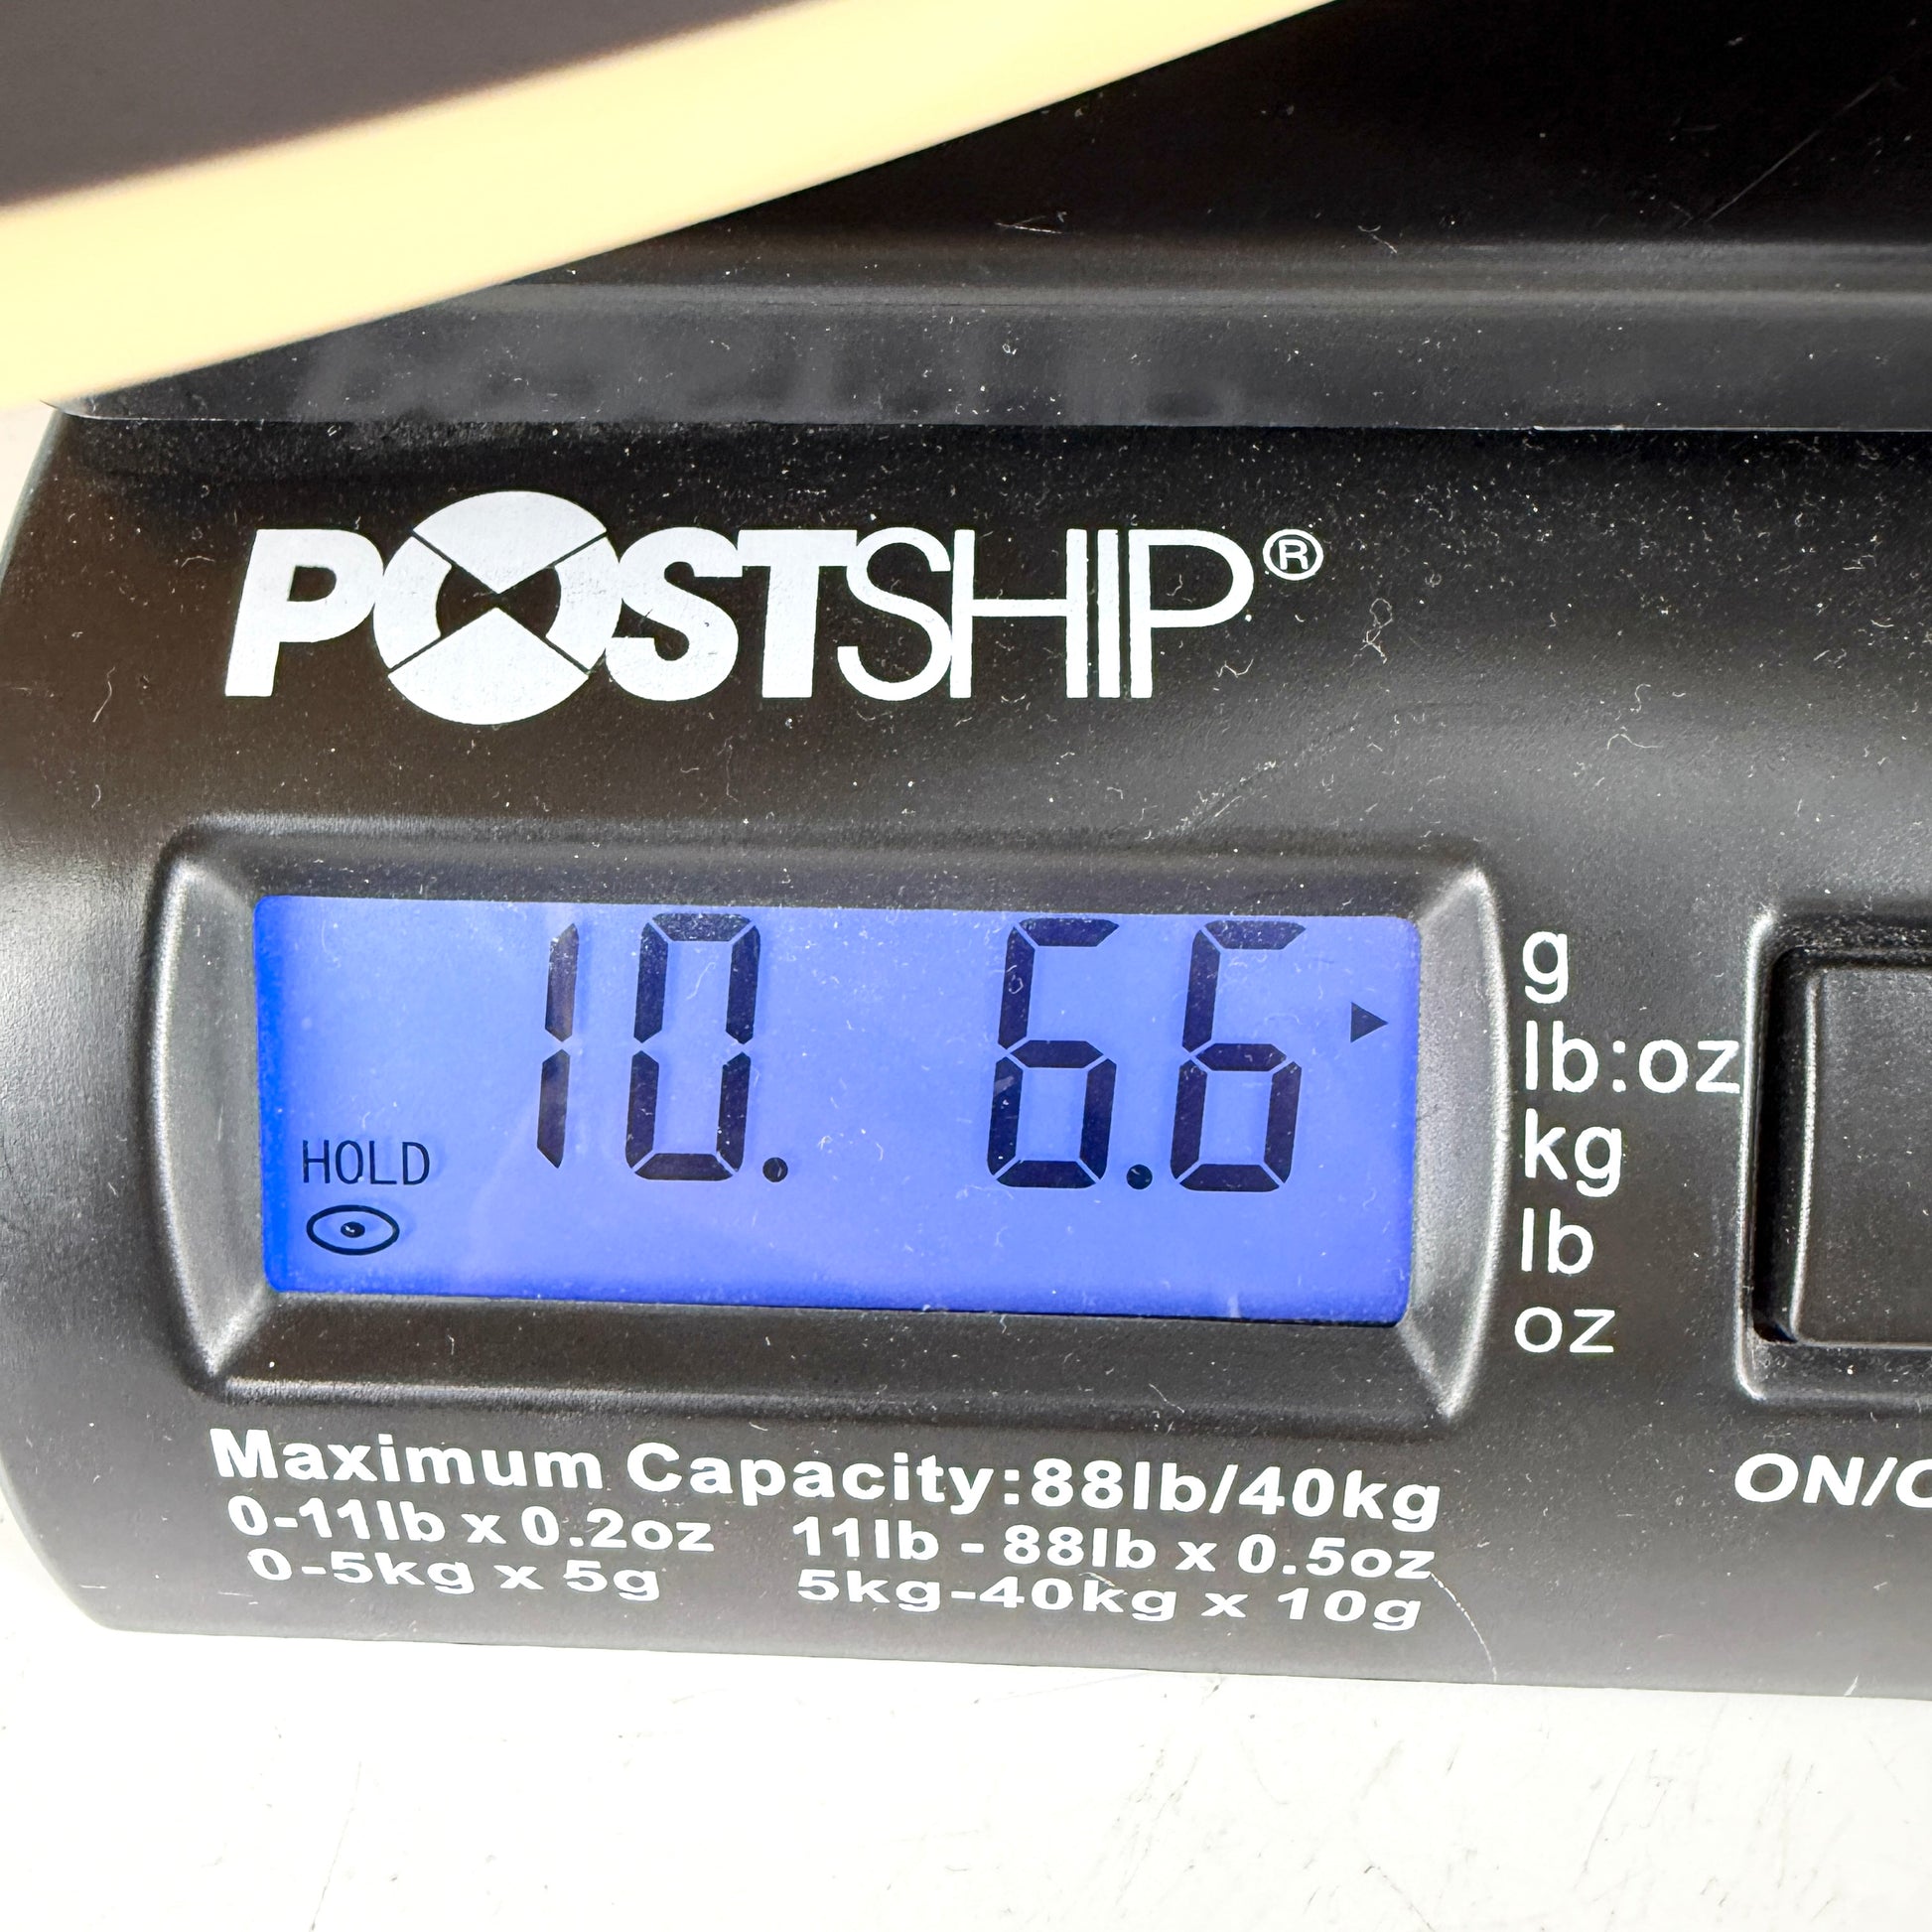 POSTSHIP®
10. 6.6
HOLD
g
lb:oz
kg
lb
oz
Maximum Capacity:88lb/40kg
0-11lb x 0.2oz 11lb - 88lb x 0.5oz
0-5kg x 5g 5kg-40kg x 10g